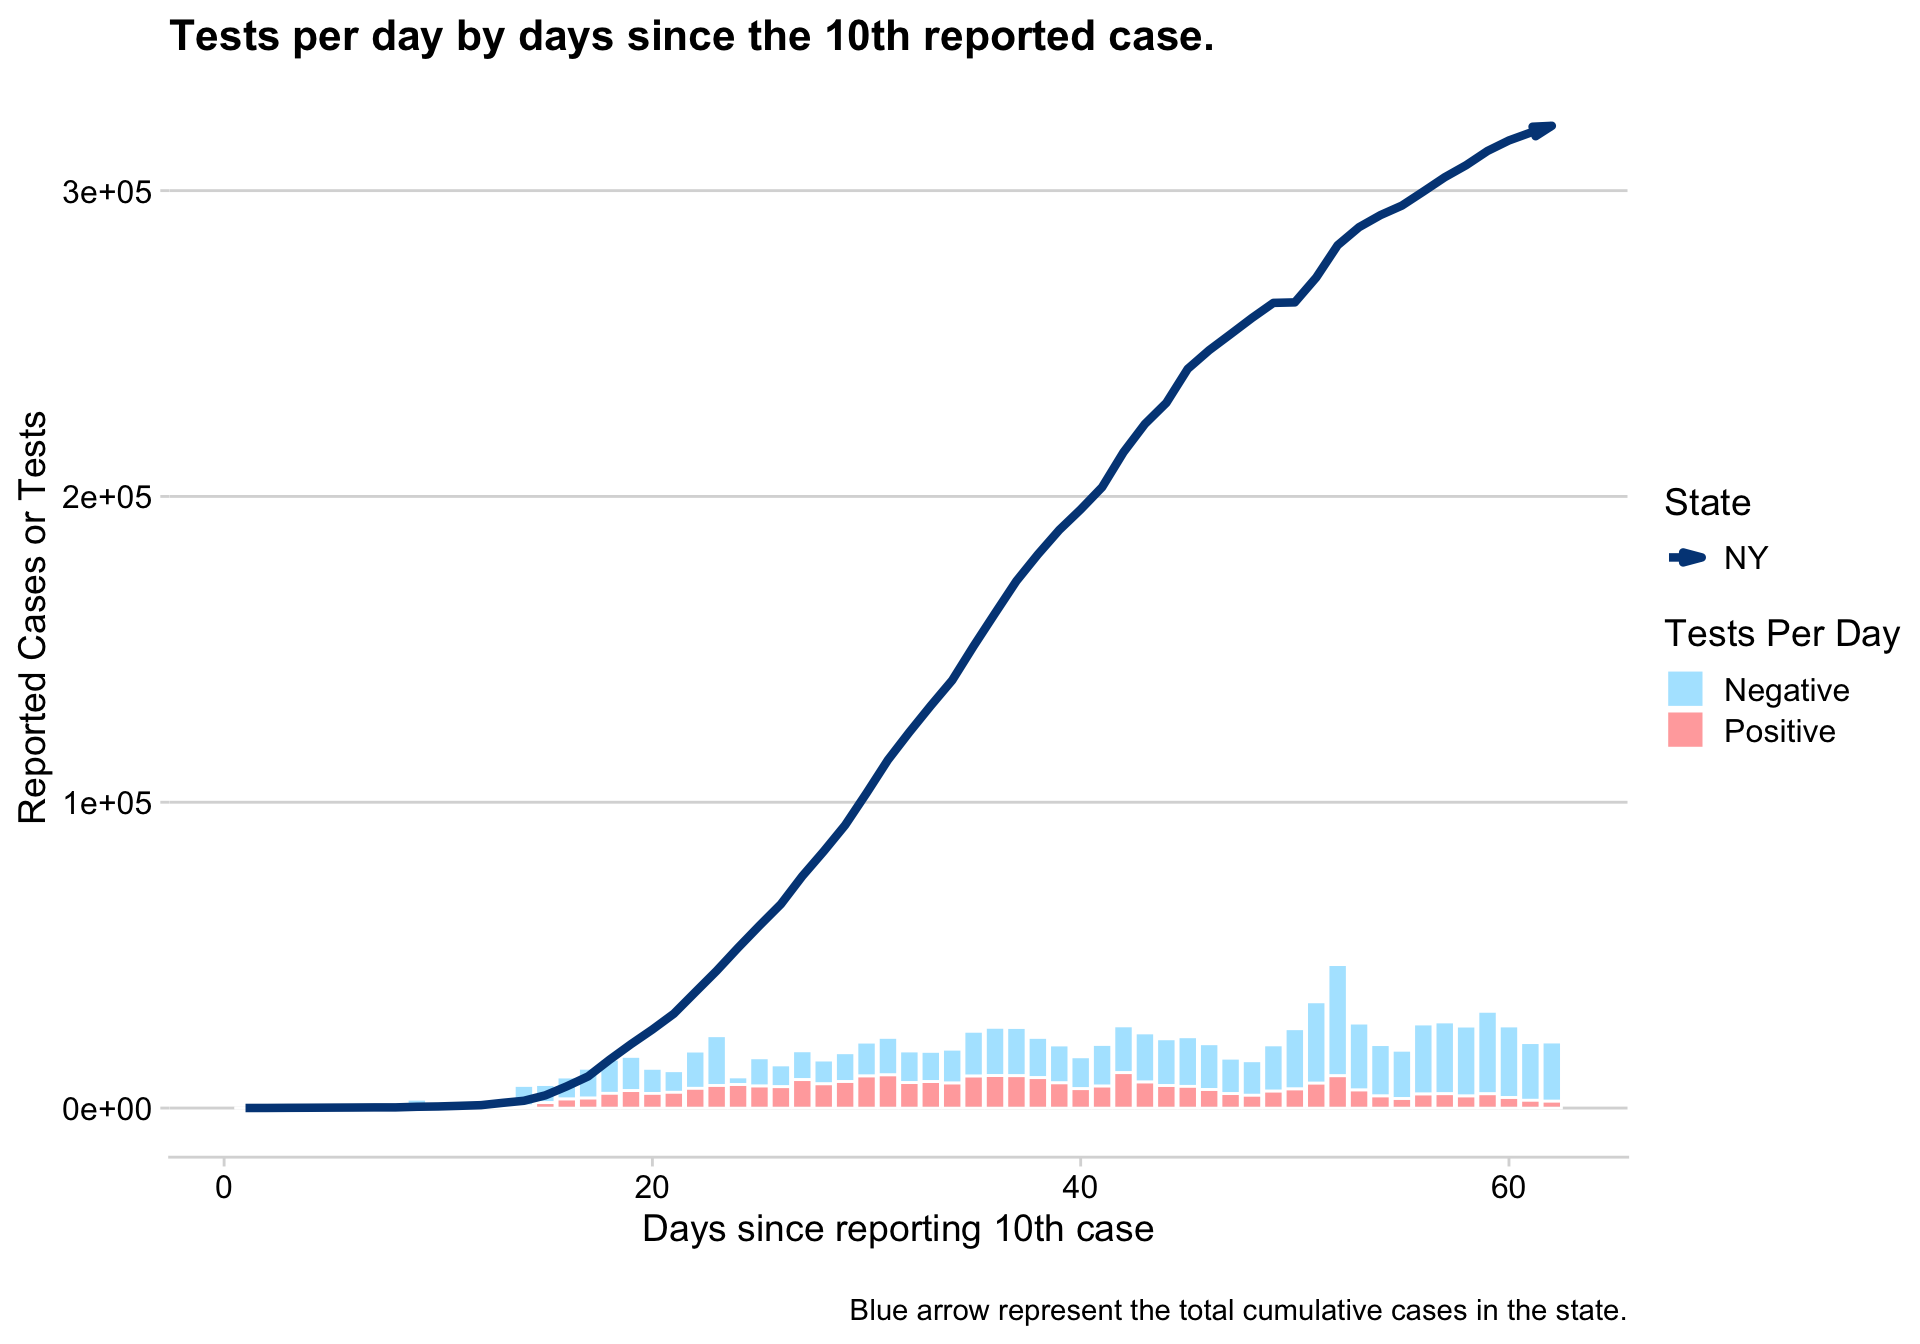 Tests per day by days since the 10th reported case.
Reported Cases or Tests
3e+05
2e+05
1e+05
0e+00
0
20
40
60
Days since reporting 10th case
State
NY
Tests Per Day
Negative
Positive
Blue arrow represent the total cumulative cases in the state.